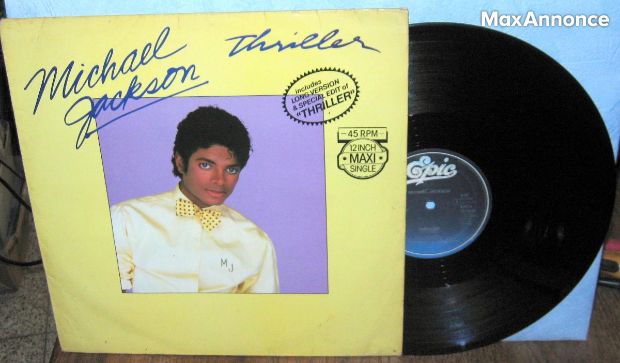 MaxAnnonce
Michael
Jackson
Thriller
includes
LONG VERSION
& SPECIAL EDIT of
"THRILLER"
45 RPM
12 INCH
MAXI
SINGLE
Epic
MJ